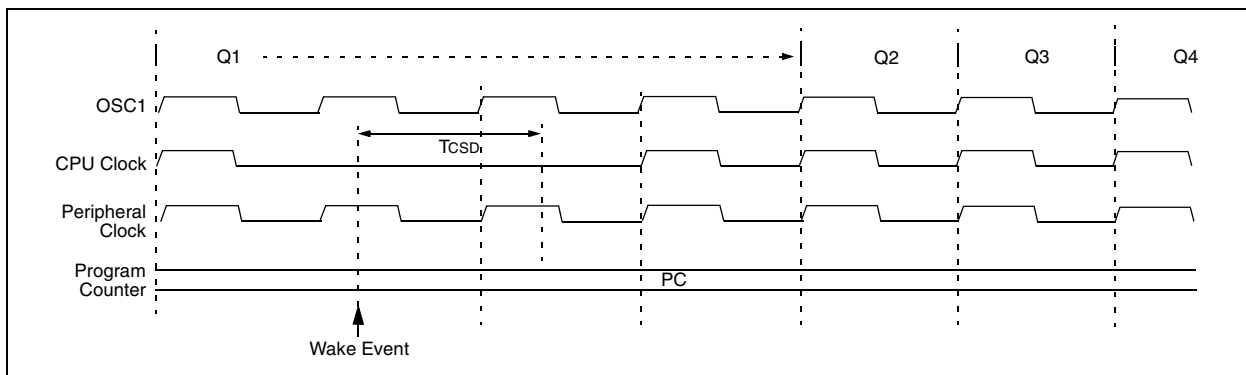 Q1
Q2
Q3
Q4
OSC1
TCSD
CPU Clock
Peripheral
Clock
Program
Counter
PC
Wake Event